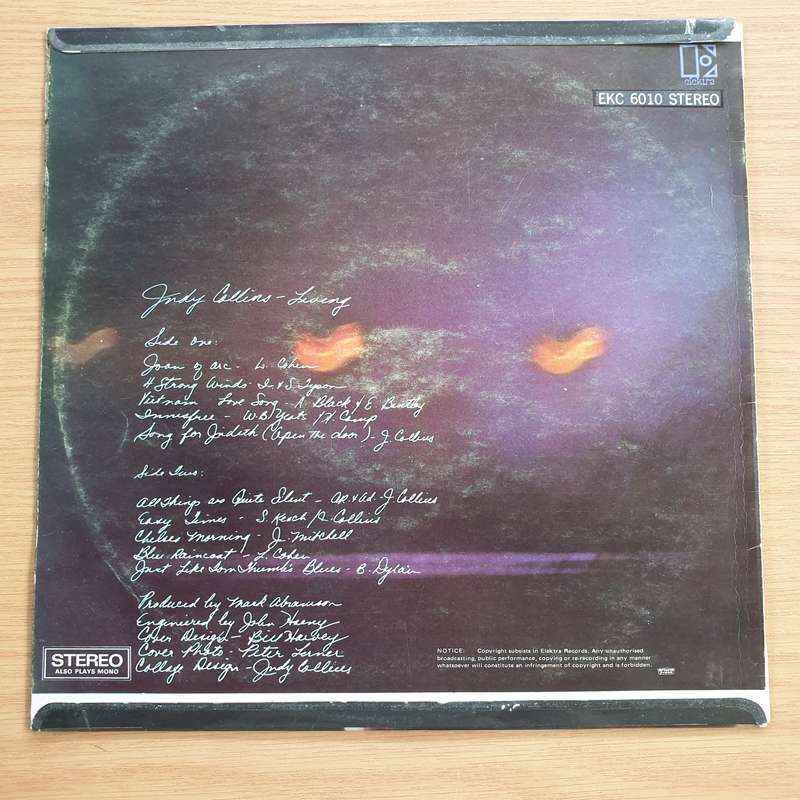 elektra
EKC 6010 STEREO
Judy Collins - Living
Side One:
Joan of Arc - L. Cohen
4 Strong Winds - I. & S. Tyson
Vietnam Love Song - A. Black & E. Bentley
Innisfree - W.B. Yeats / H. Camp
Song for Judith (Open the door) - J. Collins
Side Two:
All Things are Quite Silent - AR. & Ad. J. Collins
Easy Times - S. Keach / J. Collins
Chelsea Morning - J. Mitchell
Blue Raincoat - L. Cohen
Just Like Tom Thumb's Blues - B. Dylan
Produced by Mark Abramson
Engineered by John Haeny
Cover Design - Bill Harvey
Cover Photo - Peter Lerner
Collage Design - Judy Collins
STEREO
ALSO PLAYS MONO
NOTICE: Copyright subsists in Elektra Records. Any unauthorised
broadcasting, public performance, copying or re-recording in any manner
whatsoever will constitute an infringement of copyright and is forbidden.